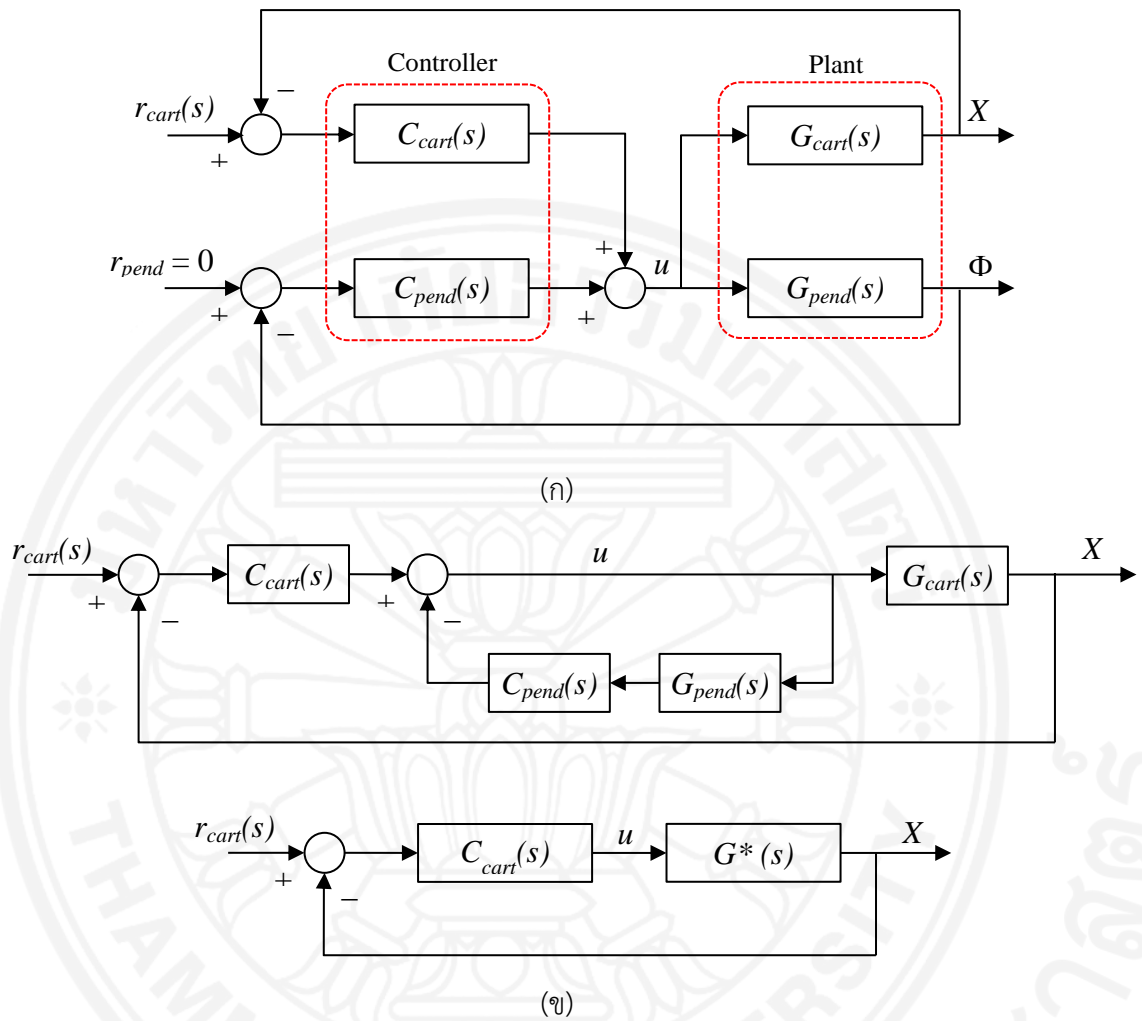 Controller
Plant
−
r_cart(s)
+
C_cart(s)
G_cart(s)
X
r_pend = 0
+
−
C_pend(s)
+
+
u
G_pend(s)
Φ
(ก)
r_cart(s)
+
−
C_cart(s)
+
−
u
G_cart(s)
X
C_pend(s)
G_pend(s)
r_cart(s)
+
−
C_cart(s)
u
G*(s)
X
(ข)